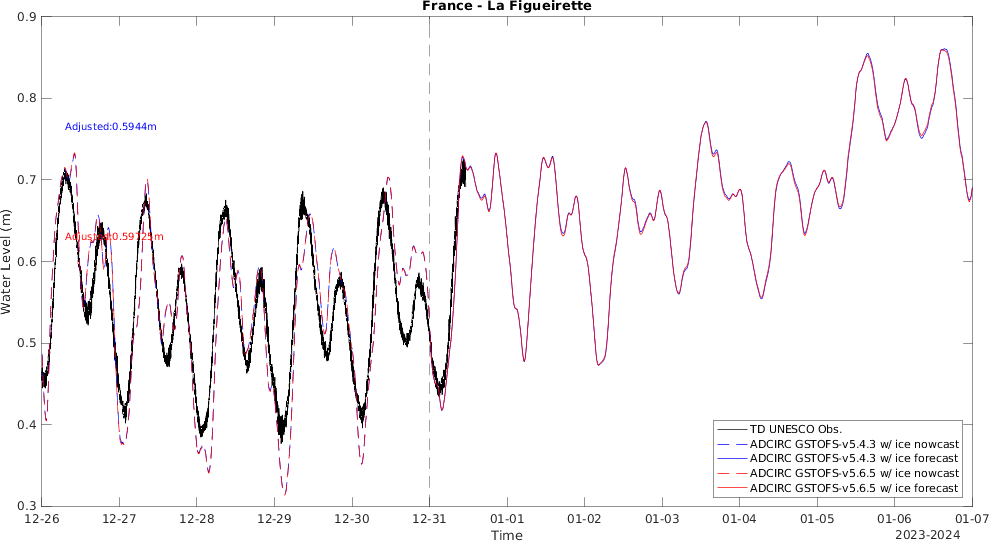 France - La Figueirette
0.9
0.8
0.7
0.6
0.5
0.4
0.3
Water Level (m)
Adjusted:0.5944m
Adjusted:0.59125m
12-26 12-27 12-28 12-29 12-30 12-31 01-01 01-02 01-03 01-04 01-05 01-06 01-07
Time
2023-2024
TD UNESCO Obs.
ADCIRC GSTOFS-v5.4.3 w/ ice nowcast
ADCIRC GSTOFS-v5.4.3 w/ ice forecast
ADCIRC GSTOFS-v5.6.5 w/ ice nowcast
ADCIRC GSTOFS-v5.6.5 w/ ice forecast